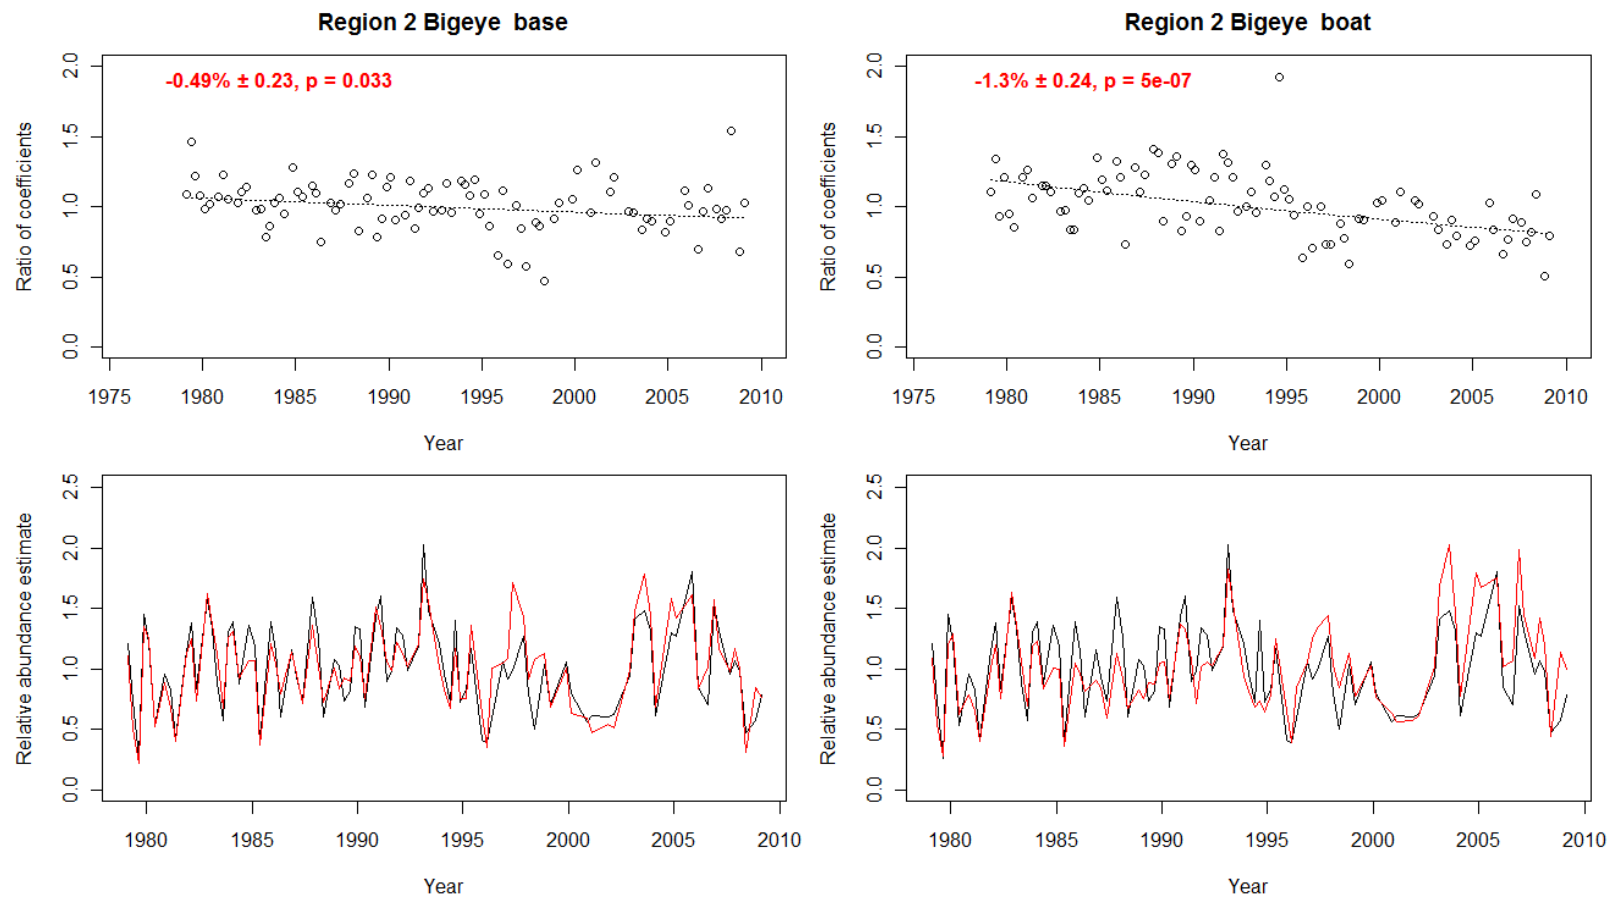 Region 2 Bigeye base
-0.49% ± 0.23, p = 0.033
Ratio of coefficients
0.0 0.5 1.0 1.5 2.0
1975 1980 1985 1990 1995 2000 2005 2010
Year
Region 2 Bigeye boat
-1.3% ± 0.24, p = 5e-07
Ratio of coefficients
0.0 0.5 1.0 1.5 2.0
1975 1980 1985 1990 1995 2000 2005 2010
Year
Relative abundance estimate
0.0 0.5 1.0 1.5 2.0 2.5
1980 1985 1990 1995 2000 2005 2010
Year
Relative abundance estimate
0.0 0.5 1.0 1.5 2.0 2.5
1980 1985 1990 1995 2000 2005 2010
Year